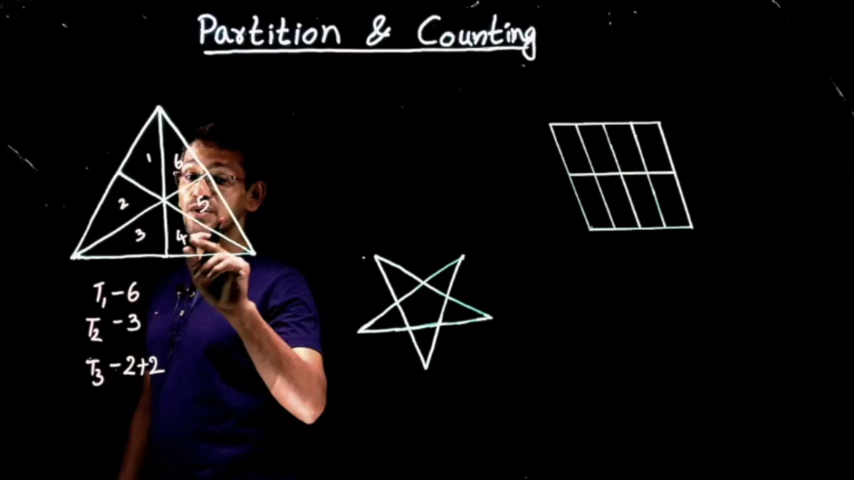 Partition & Counting
1 6
2 5
3 4
T₁ - 6
T₂ - 3
T₃ - 2+2